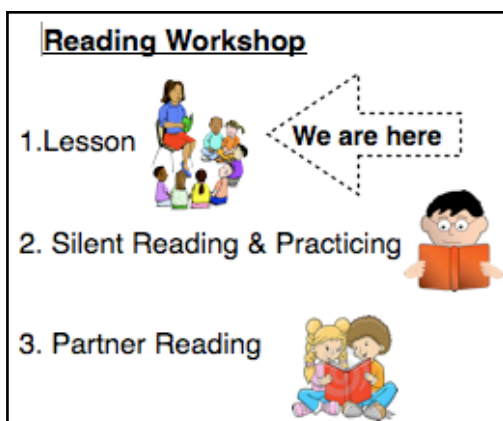 Reading Workshop
1.Lesson
We are here
2. Silent Reading & Practicing
3. Partner Reading